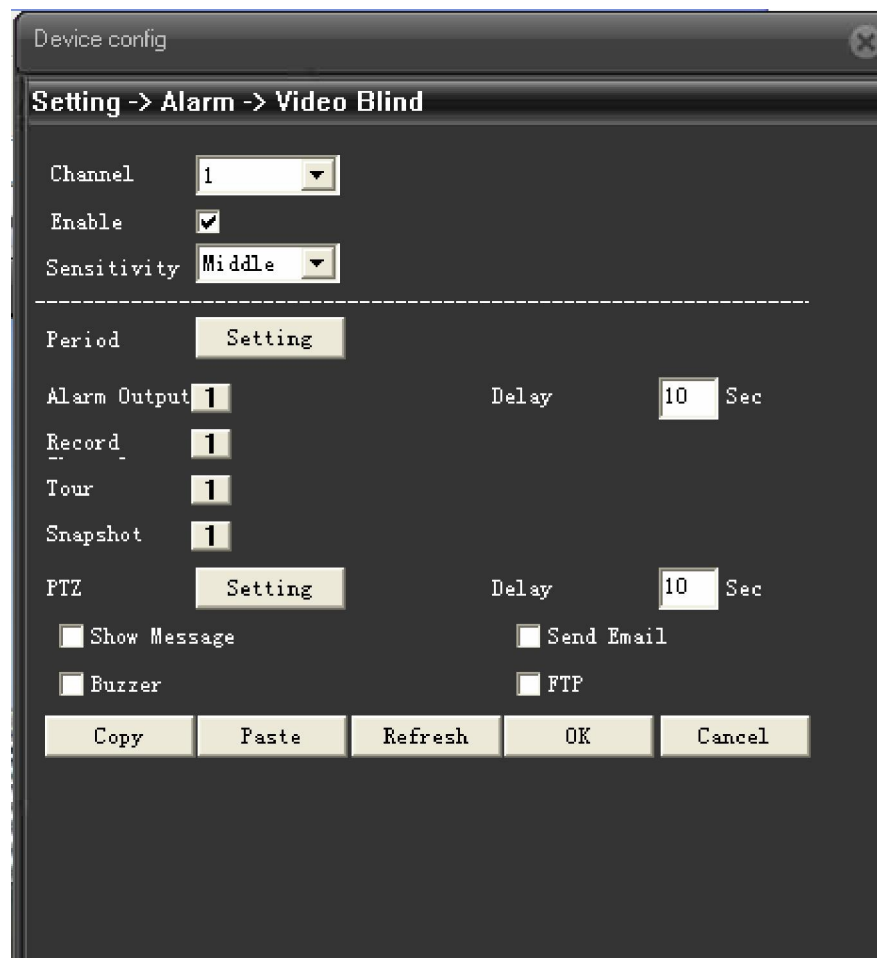 Device config
Setting -> Alarm -> Video Blind
Channel 1
Enable
Sensitivity Middle
Period Setting
Alarm Output 1 Delay 10 Sec
Record 1
Tour 1
Snapshot 1
PTZ Setting Delay 10 Sec
Show Message Send Email
Buzzer FTP
Copy Paste Refresh OK Cancel